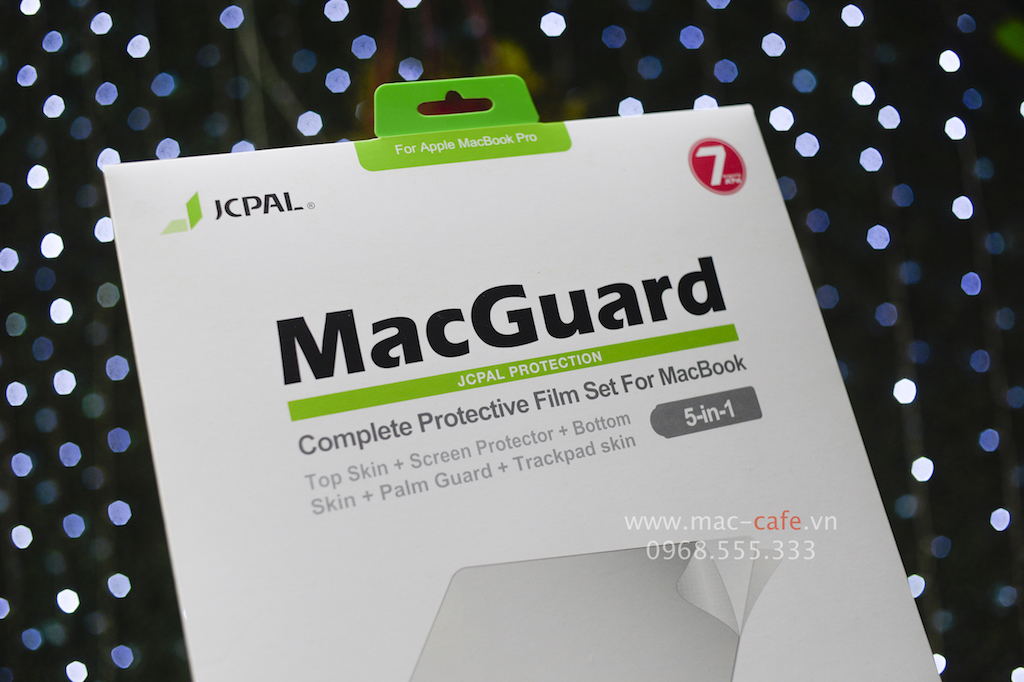 For Apple MacBook Pro
7
JCPAL®
MacGuard
JCPAL PROTECTION
Complete Protective Film Set For MacBook
Top Skin + Screen Protector + Bottom
Skin + Palm Guard + Trackpad skin
5-in-1
www.mac-cafe.vn
0968.555.333